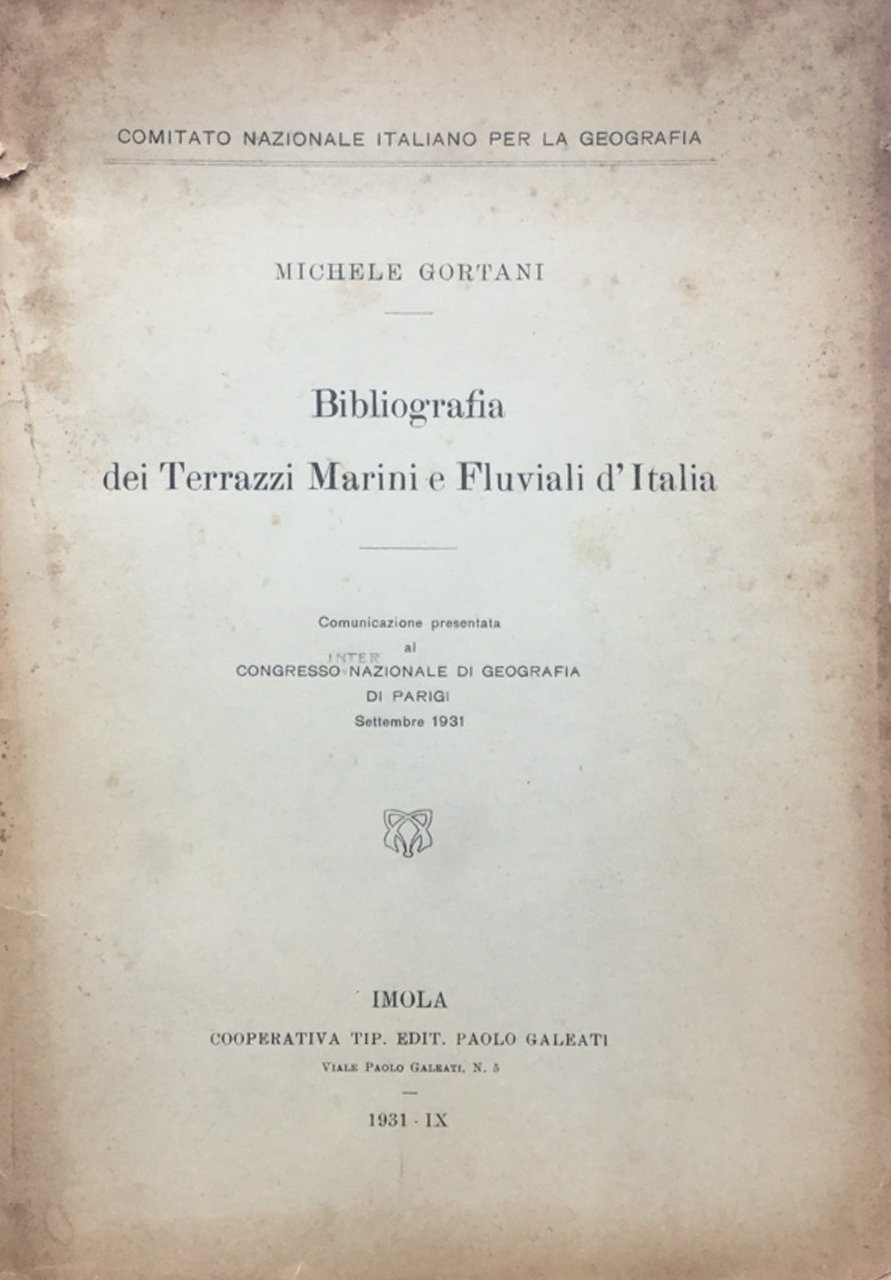 COMITATO NAZIONALE ITALIANO PER LA GEOGRAFIA
MICHELE GORTANI
Bibliografia
dei Terrazzi Marini e Fluviali d'Italia
Comunicazione presentata
al
INTER
CONGRESSO NAZIONALE DI GEOGRAFIA
DI PARIGI
Settembre 1931
IMOLA
COOPERATIVA TIP. EDIT. PAOLO GALEATI
VIALE PAOLO GALEATI, N. 5
1931 - IX